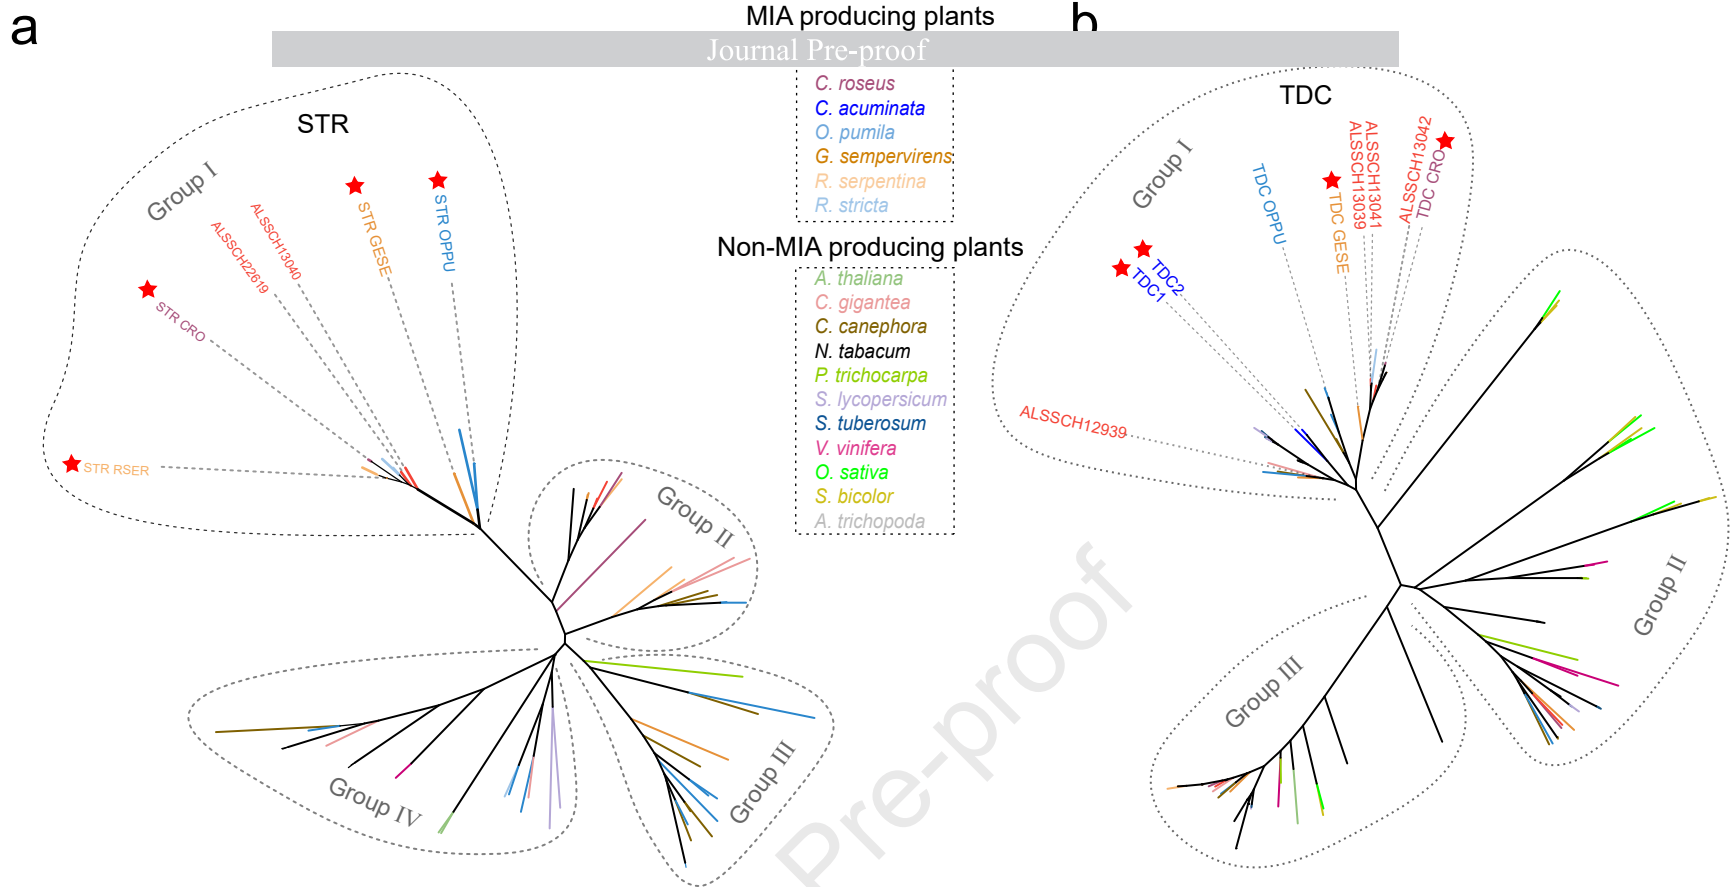 a
MIA producing plants
b
Journal Pre-proof
STR
Group I
STR CRO
ALSSCH22619
ALSSCH13040
STR GESE
STR OPPU
STR RSER
Group II
Group III
Group IV
C. roseus
C. acuminata
O. pumila
G. sempervirens
R. serpentina
R. stricta
Non-MIA producing plants
A. thaliana
C. gigantea
C. canephora
N. tabacum
P. trichocarpa
S. lycopersicum
S. tuberosum
V. vinifera
O. sativa
S. bicolor
A. trichopoda
TDC
Group I
TDC2
TDC1
TDC OPPU
TDC GESE
ALSSCH13039
ALSSCH13041
ALSSCH13042
TDC CRO
ALSSCH12939
Group II
Group III
Pre-proof